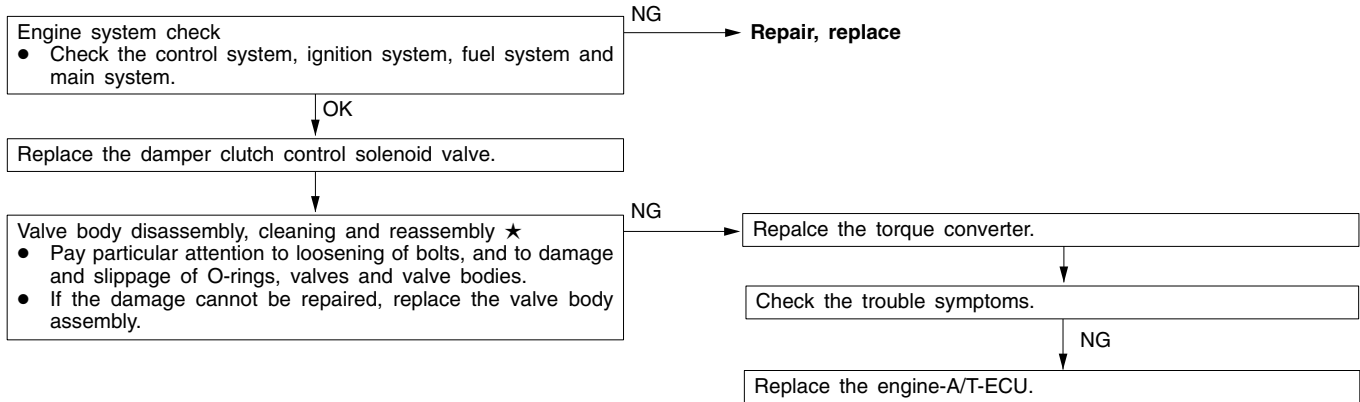 NG
Engine system check
Repair, replace
● Check the control system, ignition system, fuel system and
main system.
OK
Replace the damper clutch control solenoid valve.
NG
Valve body disassembly, cleaning and reassembly ★
Repalce the torque converter.
● Pay particular attention to loosening of bolts, and to damage
and slippage of O-rings, valves and valve bodies.
● If the damage cannot be repaired, replace the valve body
assembly.
Check the trouble symptoms.
NG
Replace the engine-A/T-ECU.